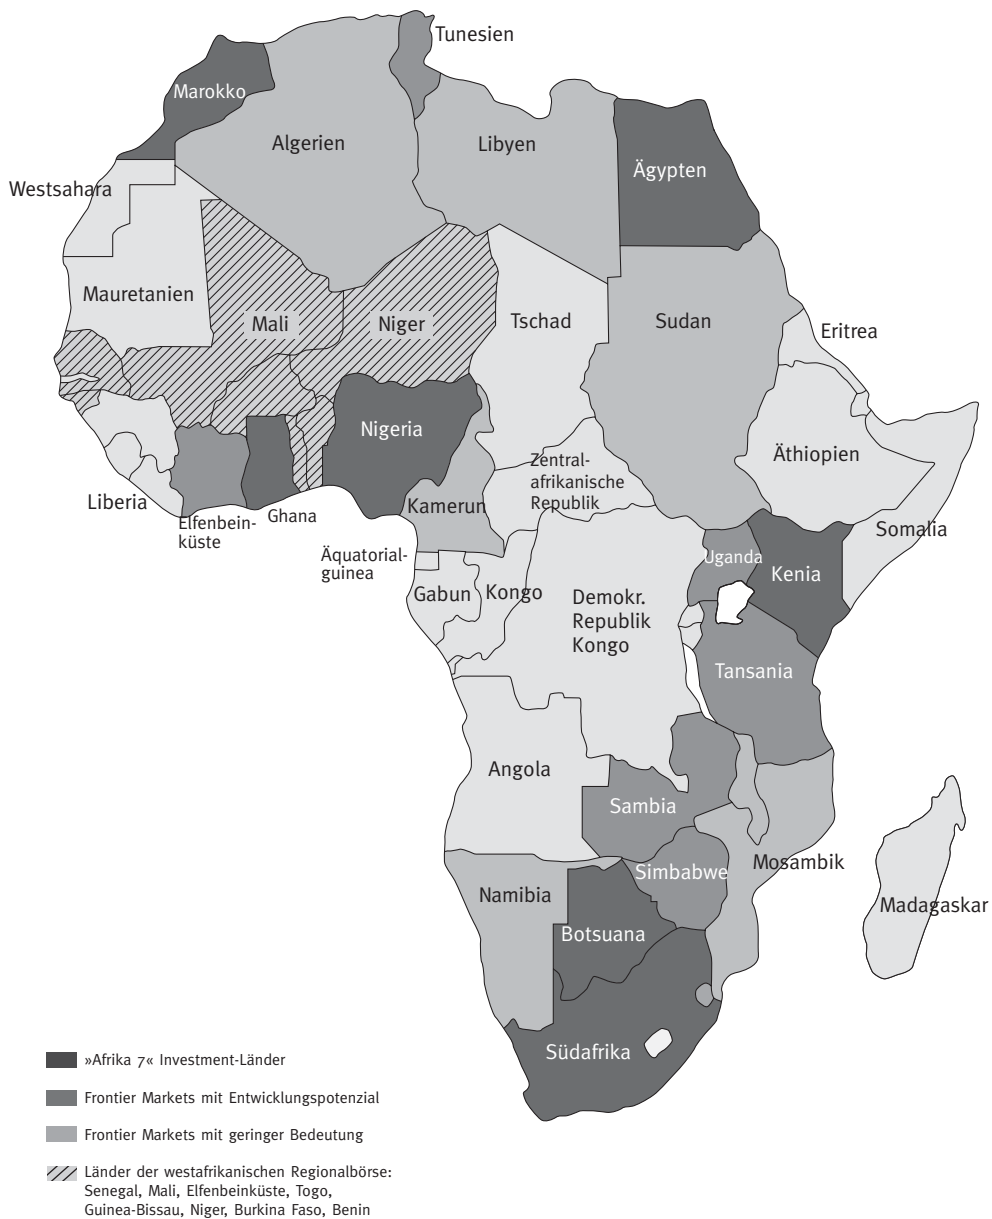 Tunesien
Marokko
Algerien
Libyen
Ägypten
Westsahara
Mauretanien
Mali
Niger
Tschad
Sudan
Eritrea
Nigeria
Äthiopien
Zentral-
afrikanische
Republik
Liberia
Elfenbein-
küste
Ghana
Kamerun
Somalia
Äquatorial-
guinea
Uganda
Kenia
Gabun
Kongo
Demokr.
Republik
Kongo
Tansania
Angola
Sambia
Mosambik
Simbabwe
Namibia
Madagaskar
Botsuana
Südafrika
»Afrika 7« Investment-Länder
Frontier Markets mit Entwicklungspotenzial
Frontier Markets mit geringer Bedeutung
Länder der westafrikanischen Regionalbörse:
Senegal, Mali, Elfenbeinküste, Togo,
Guinea-Bissau, Niger, Burkina Faso, Benin